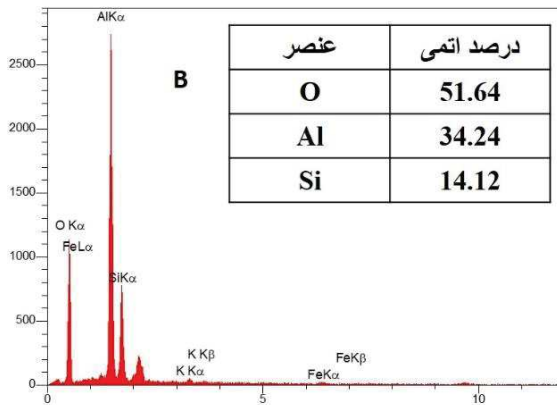 AlKα
2500
2000
1500
1000
500
0
B
عنصر درصد اتمی
O 51.64
Al 34.24
Si 14.12
O Kα
FeLα
SiKα
K Kβ
K Kα
FeKβ
FeKα
0 5 10